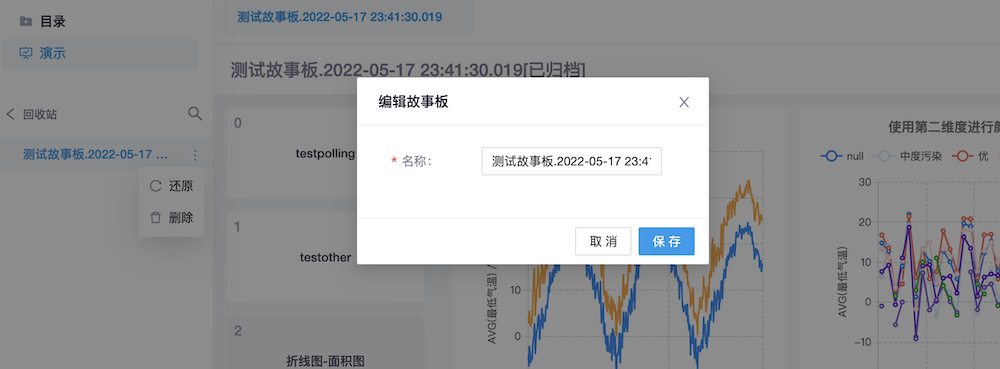 目录
演示
回收站
测试故事板.2022-05-17 ...
还原
删除
测试故事板.2022-05-17 23:41:30.019
测试故事板.2022-05-17 23:41:30.019[已归档]
0
testpolling
1
testother
2
折线图-面积图
编辑故事板
* 名称:
测试故事板.2022-05-17 23:41
取 消
保 存
AVG(最低气温) /
10
0
使用第二维度进行颜
null
中度污染
优
AVG(最低气温)
30
20
10
0
-10